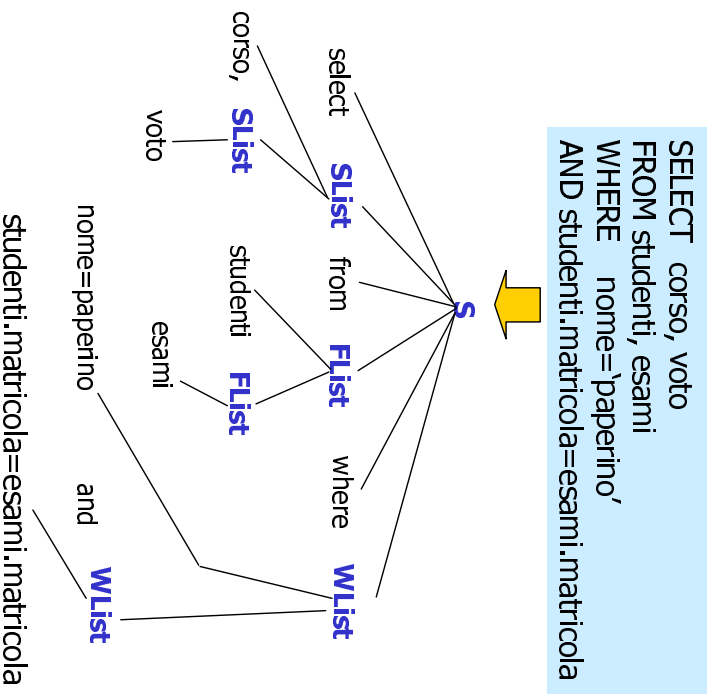 SELECT corso, voto
FROM studenti, esami
WHERE nome=‘paperino’
AND studenti.matricola=esami.matricola
S
select SList from FList where WList
corso, SList studenti FList
voto esami
nome=paperino and WList
studenti.matricola=esami.matricola